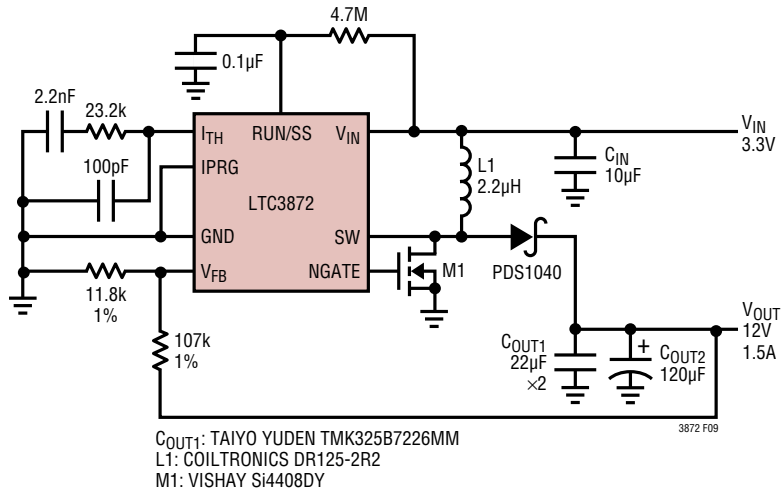 4.7M
0.1µF
2.2nF
23.2k
100pF
I_TH
RUN/SS
V_IN
IPRG
LTC3872
GND
SW
V_FB
NGATE
L1
2.2µH
C_IN
10µF
V_IN
3.3V
M1
PDS1040
11.8k
1%
107k
1%
C_OUT1
22µF
×2
+
C_OUT2
120µF
V_OUT
12V
1.5A
3872 F09
C_OUT1: TAIYO YUDEN TMK325B7226MM
L1: COILTRONICS DR125-2R2
M1: VISHAY Si4408DY